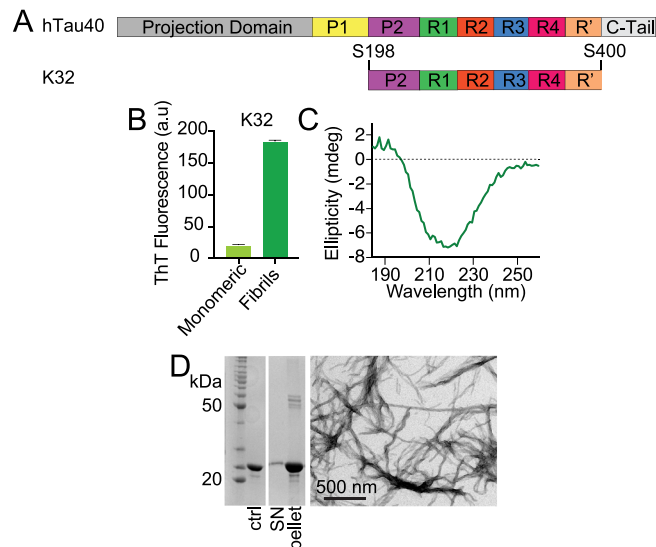 A
hTau40 Projection Domain P1 P2 R1 R2 R3 R4 R' C-Tail
S198 S400
K32 P2 R1 R2 R3 R4 R'
B K32
ThT Fluorescence (a.u)
200
150
100
50
0
Monomeric
Fibrils
C
Ellipticity (mdeg)
2
0
-2
-4
-6
-8
190 210 230 250
Wavelength (nm)
D
kDa
50
20
ctrl
SN
pellet
500 nm